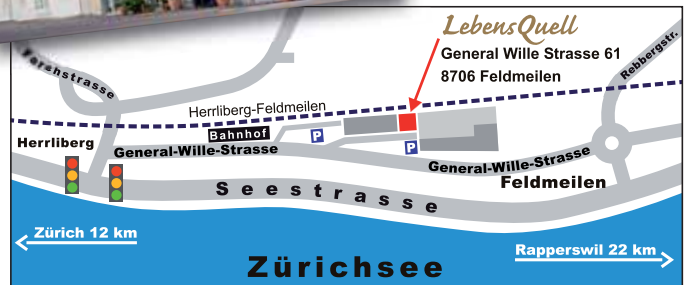 LebensQuell
General Wille Strasse 61
8706 Feldmeilen
Rebbergstr.
Herrliberg-Feldmeilen
Bahnhof
P
P
Herrliberg
General-Wille-Strasse
General-Wille-Strasse
Feldmeilen
Seestrasse
Zürich 12 km
Rapperswil 22 km
Zürichsee